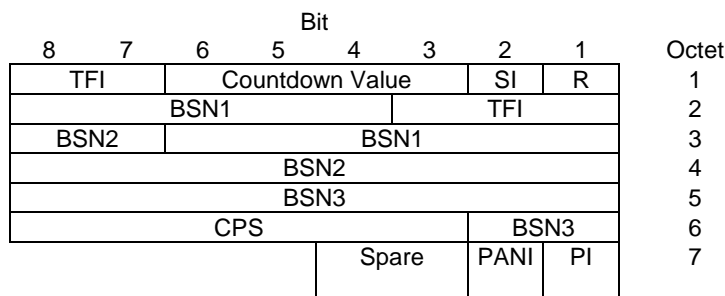 Bit
8 7 6 5 4 3 2 1 Octet
TFI Countdown Value SI R 1
BSN1 TFI 2
BSN2 BSN1 3
BSN2 4
BSN3 5
CPS BSN3 6
Spare PANI PI 7